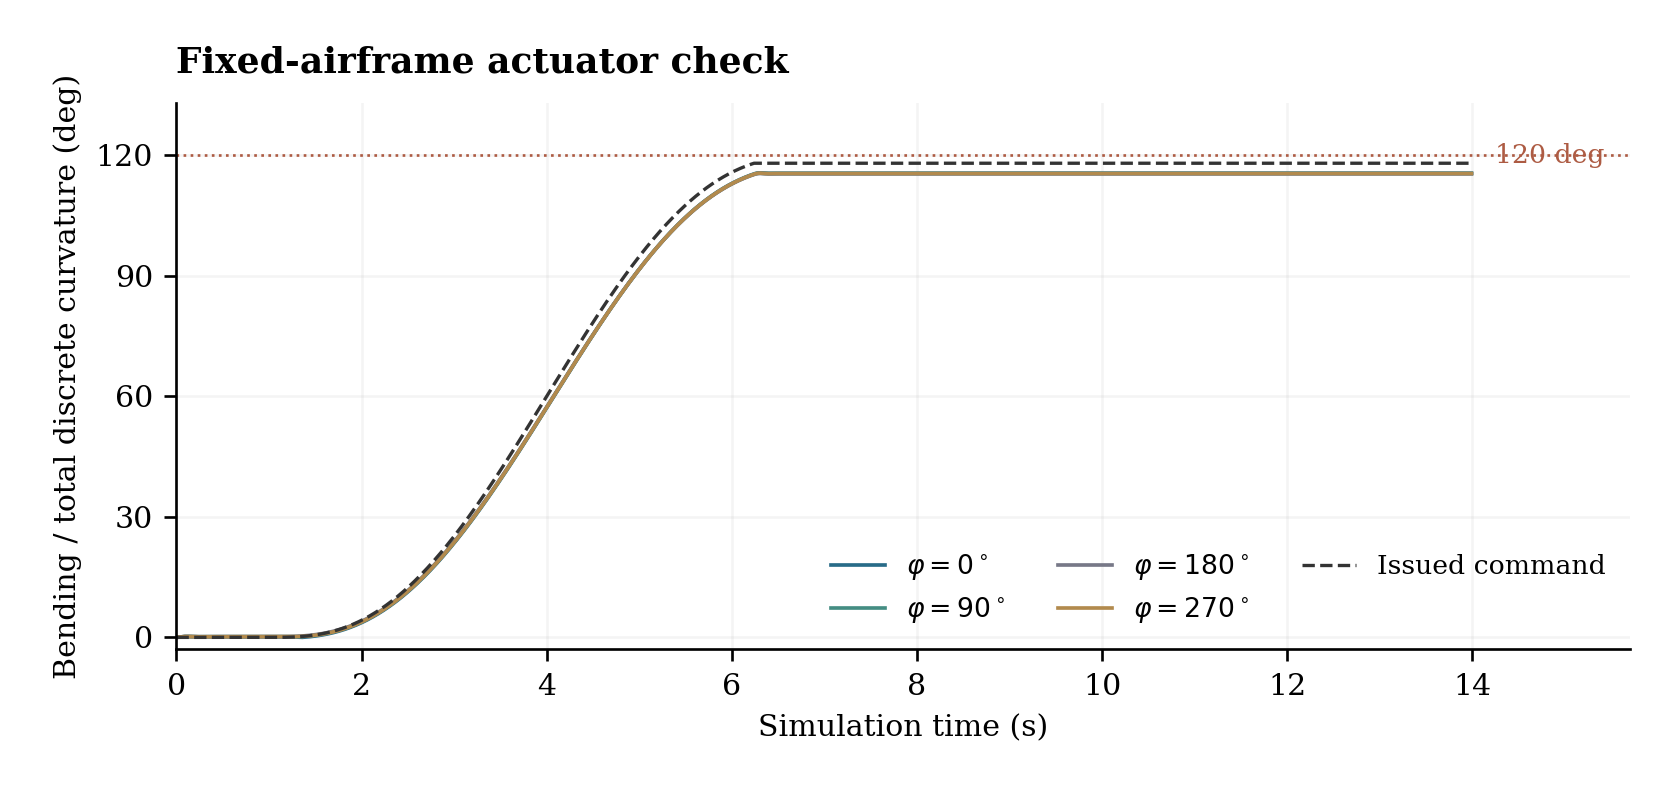 Fixed-airframe actuator check
Bending / total discrete curvature (deg)
120
90
60
30
0
120 deg
φ = 0°
φ = 90°
φ = 180°
φ = 270°
Issued command
0 2 4 6 8 10 12 14
Simulation time (s)